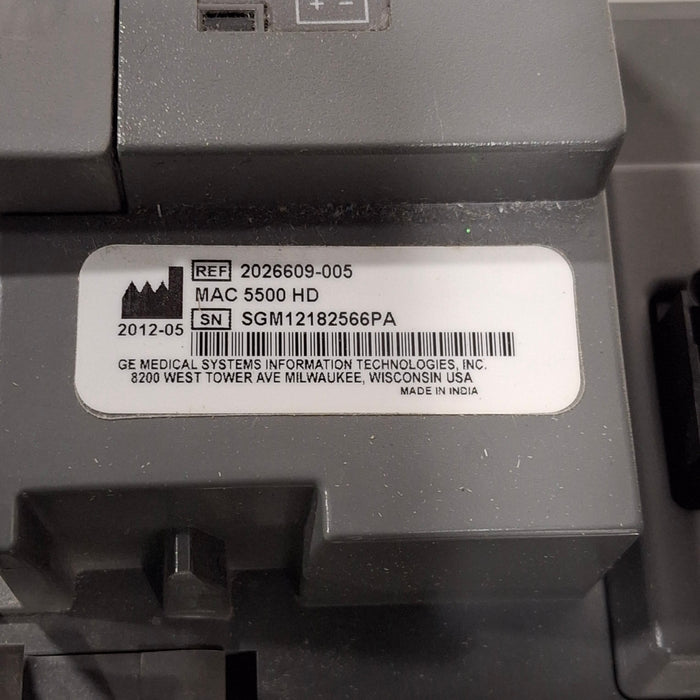 + -
REF 2026609-005
MAC 5500 HD
2012-05 SN SGM12182566PA
GE MEDICAL SYSTEMS INFORMATION TECHNOLOGIES, INC.
8200 WEST TOWER AVE MILWAUKEE, WISCONSIN USA
MADE IN INDIA